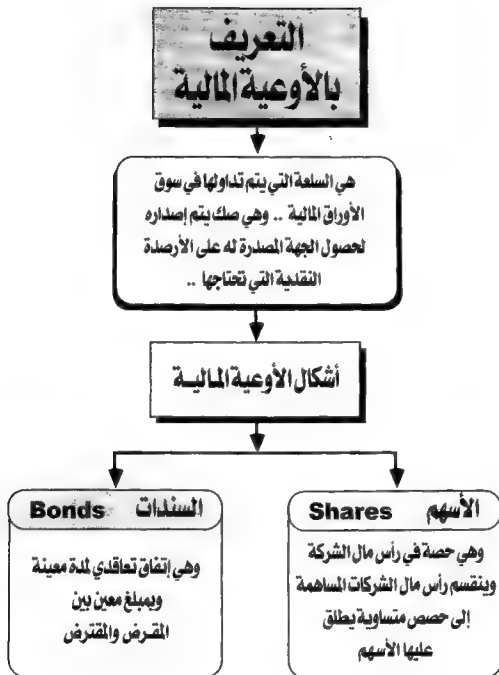 التعريف
بالأوعية المالية
هي السلعة التي يتم تداولها في سوق
الأوراق المالية .. وهي صك يتم إصداره
لحصول الجهة المصدرة له على الأرصدة
النقدية التي تحتاجها ..
أشكال الأوعية المالية
الأسهم Shares
وهي حصة في رأس مال الشركة
وينقسم رأس مال الشركات المساهمة
إلى حصص متساوية يطلق
عليها الأسهم
السندات Bonds
وهي إتفاق تعاقدي لمدة معينة
وبمبلغ معين بين
المقرض والمقترض